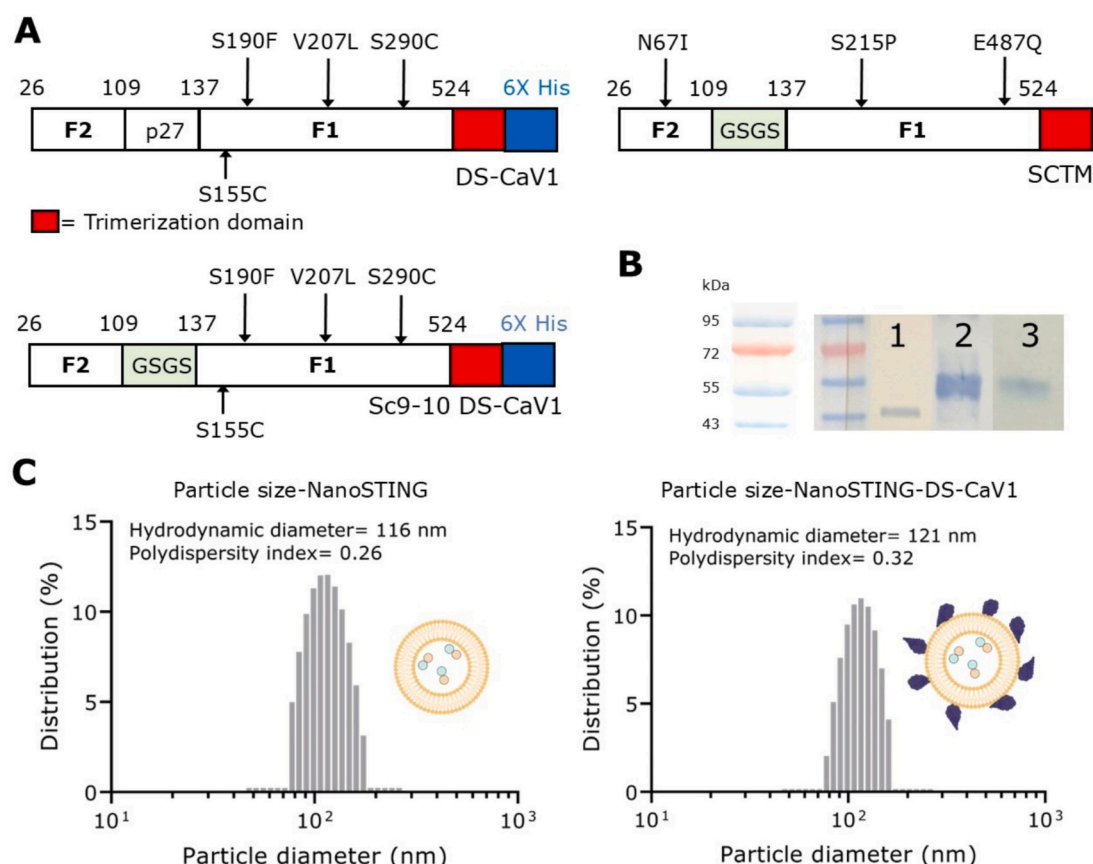 A
S190F V207L S290C
26 109 137 524 6X His
F2 p27 F1
DS-CaV1
S155C
= Trimerization domain
N67I S215P E487Q
26 109 137 524
F2 GSGS F1
SCTM
S190F V207L S290C
26 109 137 524 6X His
F2 GSGS F1
Sc9-10 DS-CaV1
S155C
B
kDa
95
72
55
43
1 2 3
C
Particle size-NanoSTING
Hydrodynamic diameter= 116 nm
Polydispersity index= 0.26
Distribution (%)
15
10
5
0
10¹ 10² 10³
Particle diameter (nm)
Particle size-NanoSTING-DS-CaV1
Hydrodynamic diameter= 121 nm
Polydispersity index= 0.32
Distribution (%)
15
10
5
0
10¹ 10² 10³
Particle diameter (nm)